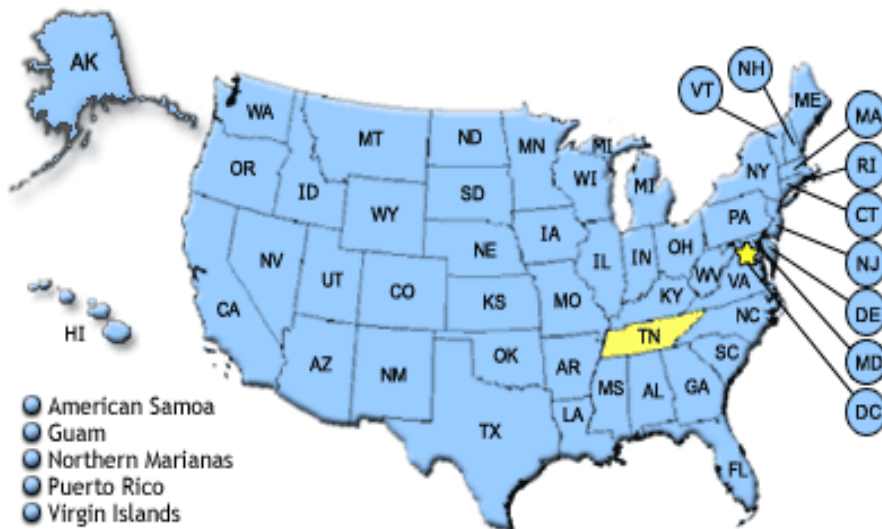 AK
NH
VT
ME
WA
MA
MT
ND
MN
MI
OR
NY
RI
ID
SD
WI
MI
WY
CT
PA
IA
NE
OH
NV
IL
IN
NJ
UT
WV
VA
CO
CA
KS
MO
KY
DE
HI
NC
TN
OK
AZ
NM
AR
SC
MD
MS
AL
GA
American Samoa
DC
LA
Guam
TX
Northern Marianas
FL
Puerto Rico
Virgin Islands